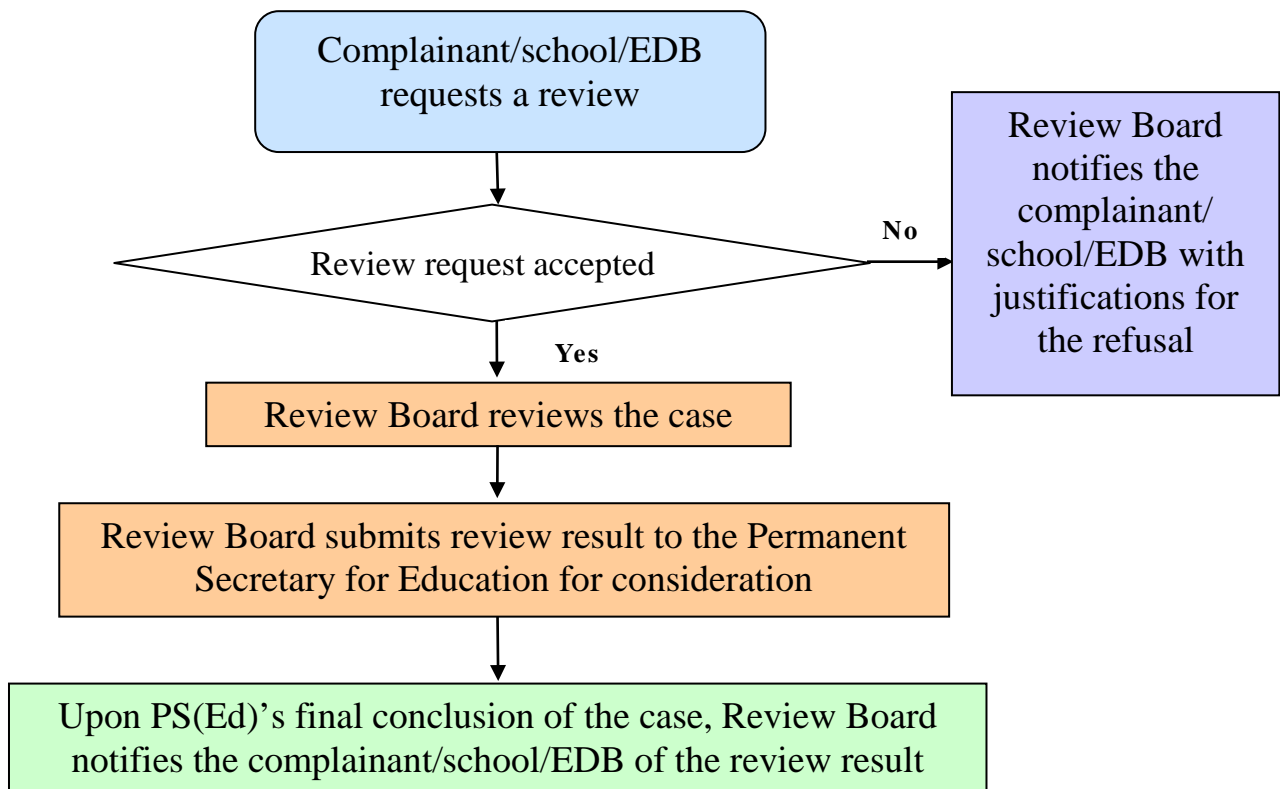 Complainant/school/EDB
requests a review
Review request accepted
No
Review Board
notifies the
complainant/
school/EDB with
justifications for
the refusal
Yes
Review Board reviews the case
Review Board submits review result to the Permanent
Secretary for Education for consideration
Upon PS(Ed)’s final conclusion of the case, Review Board
notifies the complainant/school/EDB of the review result